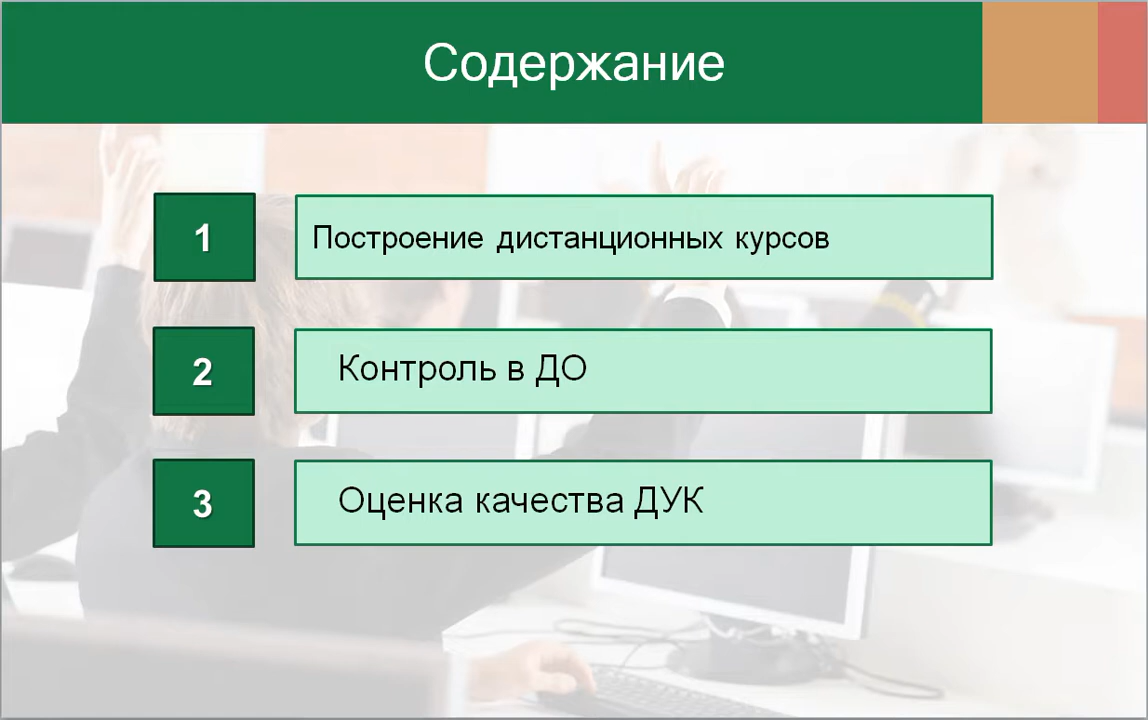 Содержание
1
Построение дистанционных курсов
2
Контроль в ДО
3
Оценка качества ДУК